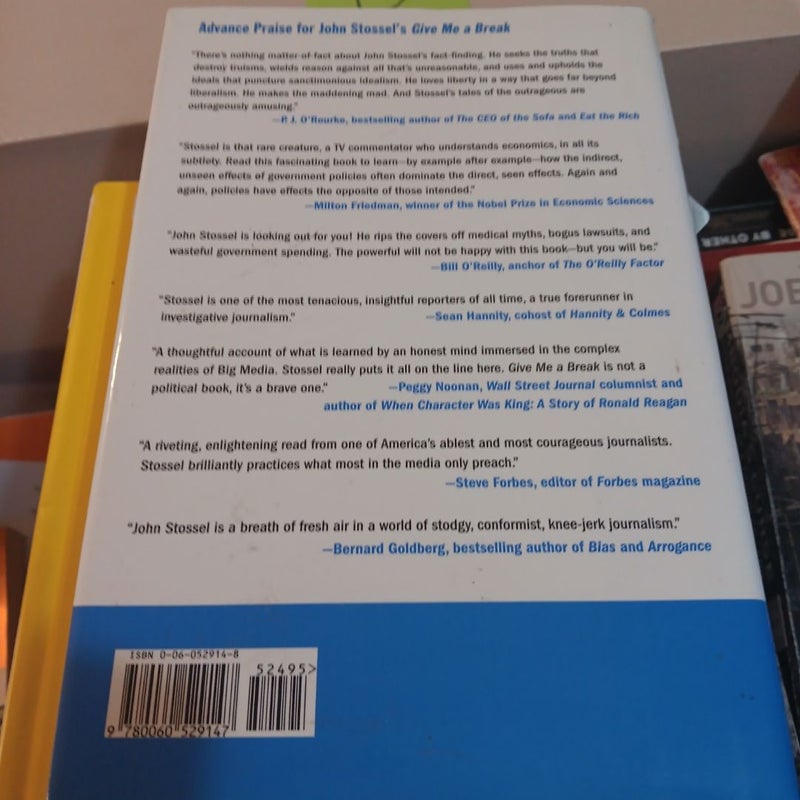 Advance Praise for John Stossel's Give Me a Break
"There's nothing matter-of-fact about John Stossel's fact-finding. He seeks the truths that
destroy truisms, wields reason against all that's unreasonable, and uses and upholds the
ideals that puncture sanctimonious idealism. He loves liberty in a way that goes far beyond
liberalism. He makes the maddening mad. And Stossel's tales of the outrageous are
outrageously amusing."
—P. J. O'Rourke, bestselling author of The CEO of the Sofa and Eat the Rich
"Stossel is that rare creature, a TV commentator who understands economics, in all its
subtlety. Read this fascinating book to learn—by example after example—how the indirect,
unseen effects of government policies often dominate the direct, seen effects. Again and
again, policies have effects the opposite of those intended."
—Milton Friedman, winner of the Nobel Prize in Economic Sciences
"John Stossel is looking out for you! He rips the covers off medical myths, bogus lawsuits, and
wasteful government spending. The powerful will not be happy with this book—but you will be."
—Bill O'Reilly, anchor of The O'Reilly Factor
"Stossel is one of the most tenacious, insightful reporters of all time, a true forerunner in
investigative journalism." —Sean Hannity, cohost of Hannity & Colmes
"A thoughtful account of what is learned by an honest mind immersed in the complex
realities of Big Media. Stossel really puts it all on the line here. Give Me a Break is not a
political book, it's a brave one." —Peggy Noonan, Wall Street Journal columnist and
author of When Character Was King: A Story of Ronald Reagan
"A riveting, enlightening read from one of America's ablest and most courageous journalists.
Stossel brilliantly practices what most in the media only preach."
—Steve Forbes, editor of Forbes magazine
"John Stossel is a breath of fresh air in a world of stodgy, conformist, knee-jerk journalism."
—Bernard Goldberg, bestselling author of Bias and Arrogance
ISBN 0-06-052914-8
52495>
9 780060 529147
BY OTHER
JOE